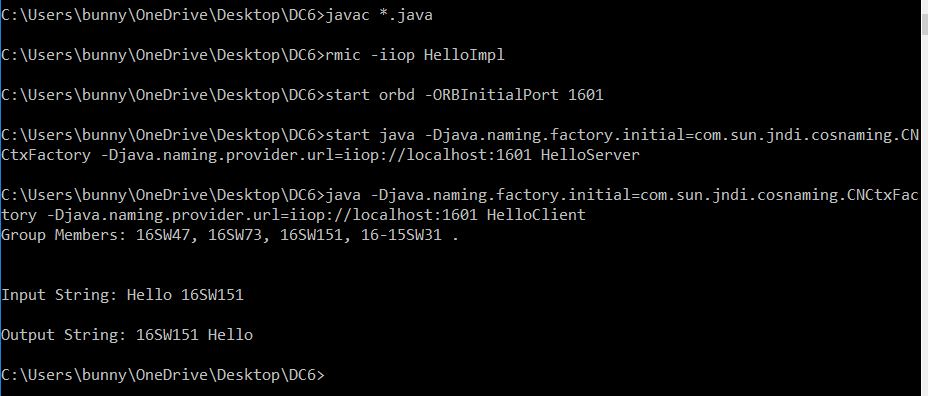 C:\Users\bunny\OneDrive\Desktop\DC6>javac *.java
C:\Users\bunny\OneDrive\Desktop\DC6>rmic -iiop HelloImpl
C:\Users\bunny\OneDrive\Desktop\DC6>start orbd -ORBInitialPort 1601
C:\Users\bunny\OneDrive\Desktop\DC6>start java -Djava.naming.factory.initial=com.sun.jndi.cosnaming.CN
CtxFactory -Djava.naming.provider.url=iiop://localhost:1601 HelloServer
C:\Users\bunny\OneDrive\Desktop\DC6>java -Djava.naming.factory.initial=com.sun.jndi.cosnaming.CNCtxFac
tory -Djava.naming.provider.url=iiop://localhost:1601 HelloClient
Group Members: 16SW47, 16SW73, 16SW151, 16-15SW31 .
Input String: Hello 16SW151
Output String: 16SW151 Hello
C:\Users\bunny\OneDrive\Desktop\DC6>